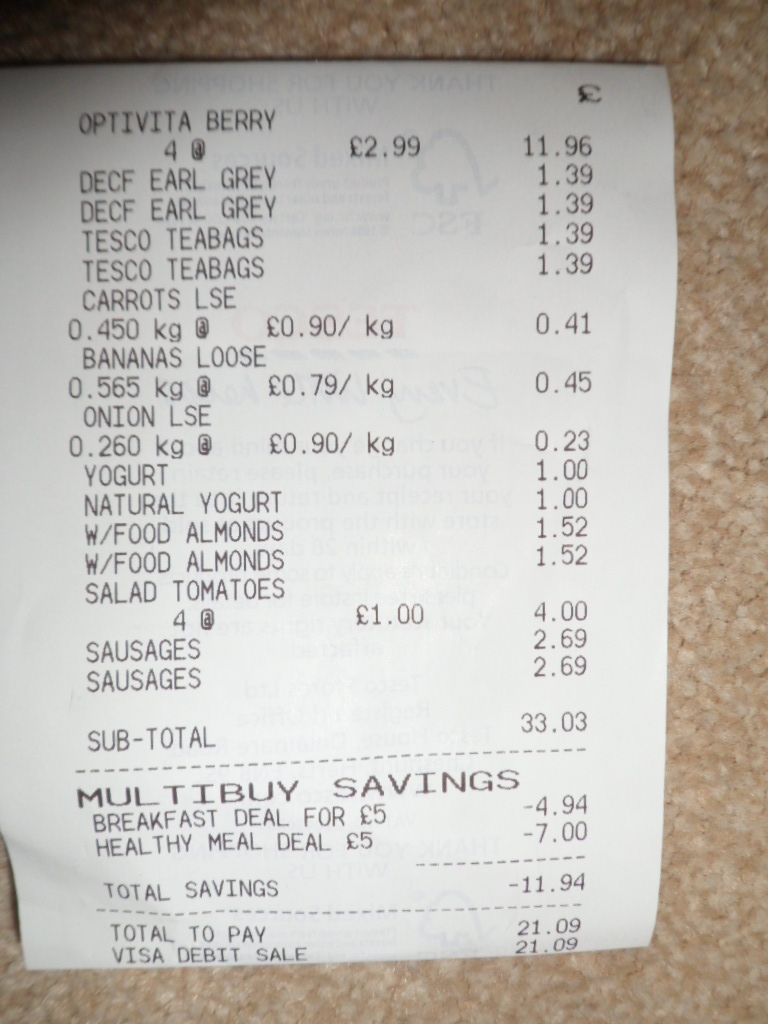 £
OPTIVITA BERRY
4 @ £2.99 11.96
DECF EARL GREY 1.39
DECF EARL GREY 1.39
TESCO TEABAGS 1.39
TESCO TEABAGS 1.39
CARROTS LSE
0.450 kg @ £0.90/ kg 0.41
BANANAS LOOSE
0.565 kg @ £0.79/ kg 0.45
ONION LSE
0.260 kg @ £0.90/ kg 0.23
YOGURT 1.00
NATURAL YOGURT 1.00
W/FOOD ALMONDS 1.52
W/FOOD ALMONDS 1.52
SALAD TOMATOES
4 @ £1.00 4.00
SAUSAGES 2.69
SAUSAGES 2.69
SUB-TOTAL 33.03
MULTIBUY SAVINGS
BREAKFAST DEAL FOR £5 -4.94
HEALTHY MEAL DEAL £5 -7.00
TOTAL SAVINGS -11.94
TOTAL TO PAY 21.09
VISA DEBIT SALE 21.09